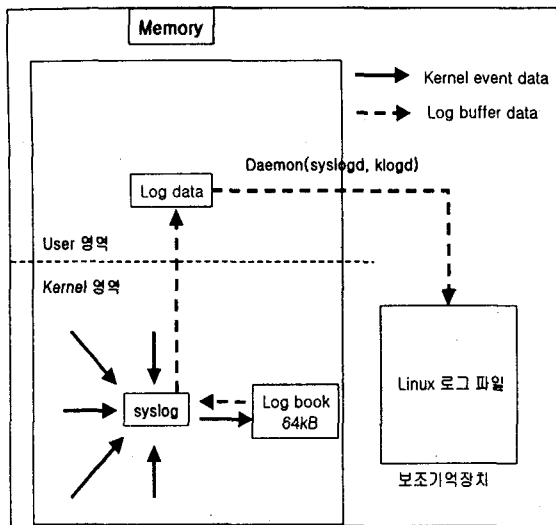 Memory
Kernel event data
Log buffer data
Daemon(syslogd, klogd)
Log data
User 영역
Kernel 영역
syslog
Log book
64kB
Linux 로그 파일
보조기억장치